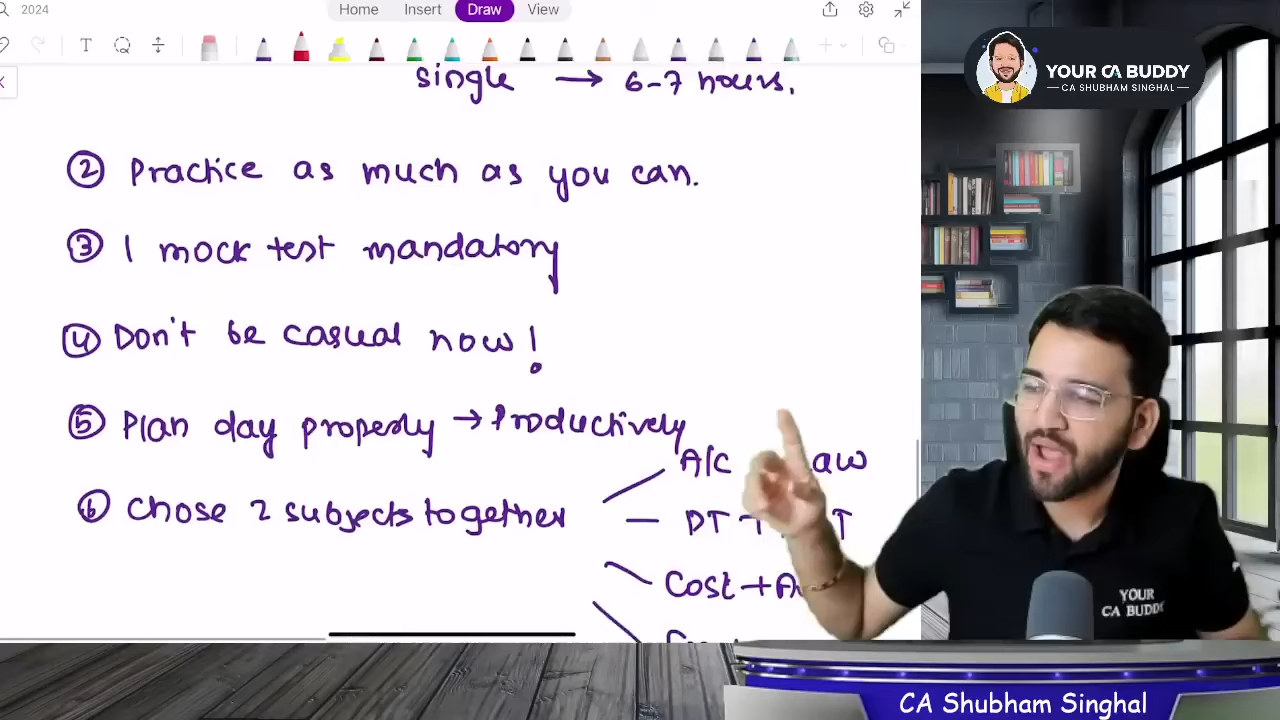 2024
Home Insert Draw View
YOUR CA BUDDY
CA SHUBHAM SINGHAL
single → 6-7 hours.
② Practice as much as you can.
③ 1 mock test mandatory
④ Don't be casual now!
⑤ Plan day properly → Productively
A/C
⑥ Chose 2 subjects together
DT +
Cost +
YOUR
CA BUDDY
CA Shubham Singhal